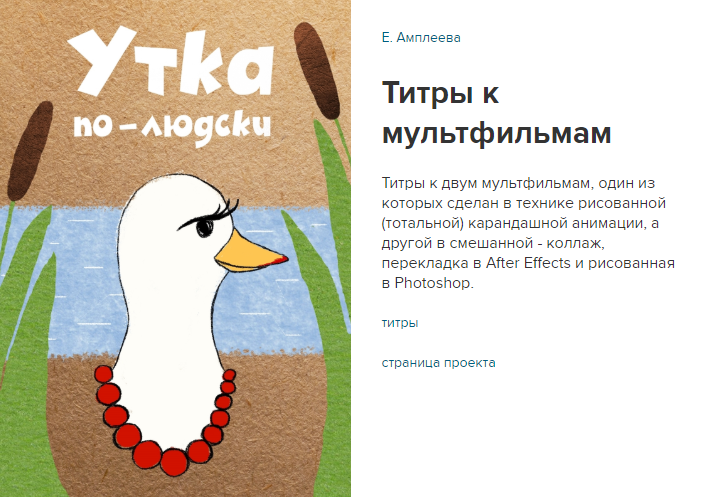 Утка
по-людски
Е. Амплеева
Титры к
мультфильмам
Титры к двум мультфильмам, один из
которых сделан в технике рисованной
(тотальной) карандашной анимации, а
другой в смешанной - коллаж,
перекладка в After Effects и рисованная
в Photoshop.
титры
страница проекта